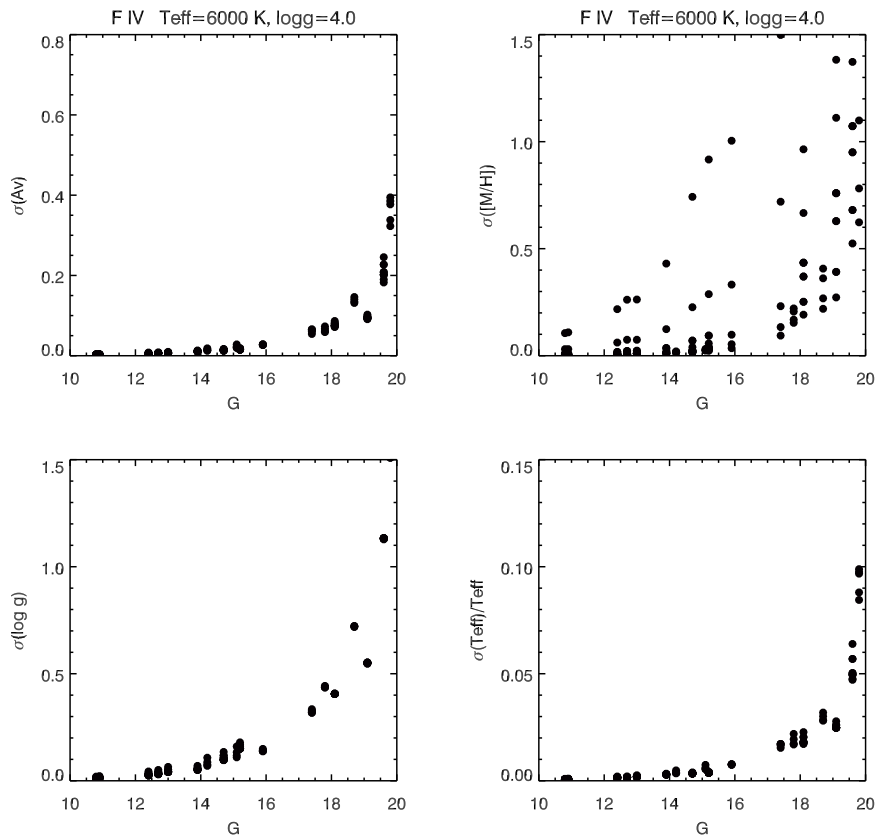 F IV Teff=6000 K, logg=4.0
F IV Teff=6000 K, logg=4.0
0.8
0.6
0.4
0.2
0.0
σ(Av)
10 12 14 16 18 20
G
1.5
1.0
0.5
0.0
σ([M/H])
10 12 14 16 18 20
G
1.5
1.0
0.5
0.0
σ(log g)
10 12 14 16 18 20
G
0.15
0.10
0.05
0.00
σ(Teff)/Teff
10 12 14 16 18 20
G